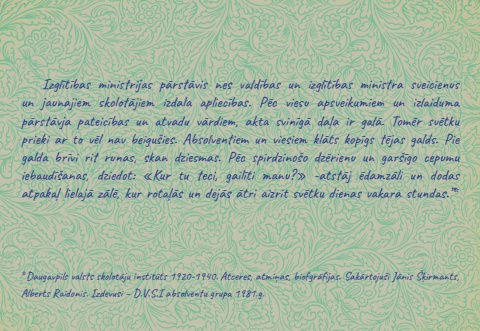 Izglītības ministrijas pārstāvis nes valdības un izglītības ministra sveicienus
un jaunajiem skolotājiem izdala apliecības. Pēc viesu apsveikumiem un izlaiduma
pārstāvja pateicības un atvadu vārdiem, akta svinīgā daļa ir galā. Tomēr svētku
prieki ar to vēl nav beigušies. Absolventiem un viesiem klāts kopīgs tējas galds. Pie
galda brīvi rit runas, skan dziesmas. Pēc spirdzinošo dzērienu un garšīgo cepumu
iebaudīšanas, dziedot: «Kur tu teci, gailīti manu?» -atstāj ēdamzāli un dodas
atpakaļ lielajā zālē, kur rotaļās un dejās ātri aizrit svētku dienas vakara stundas."*
*Daugavpils valsts skolotāju institūts 1920-1940. Atceres, atmiņas, biogrāfijas. Sakārtojuši Jānis Šķirmants,
Alberts Raidonis. Izdevusi – D.V.S.I absolventu grupa 1981.g.